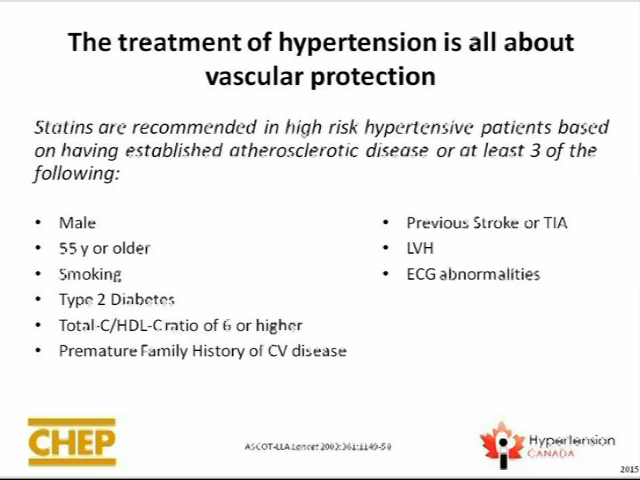 The treatment of hypertension is all about
vascular protection
Statins are recommended in high risk hypertensive patients based
on having established atherosclerotic disease or at least 3 of the
following:
• Male
• 55 y or older
• Smoking
• Type 2 Diabetes
• Total-C/HDL-C ratio of 6 or higher
• Premature Family History of CV disease
• Previous Stroke or TIA
• LVH
• ECG abnormalities
CHEP
ASCOT-LLA Lancet 2003;361:1149-58
Hypertension
CANADA
2015